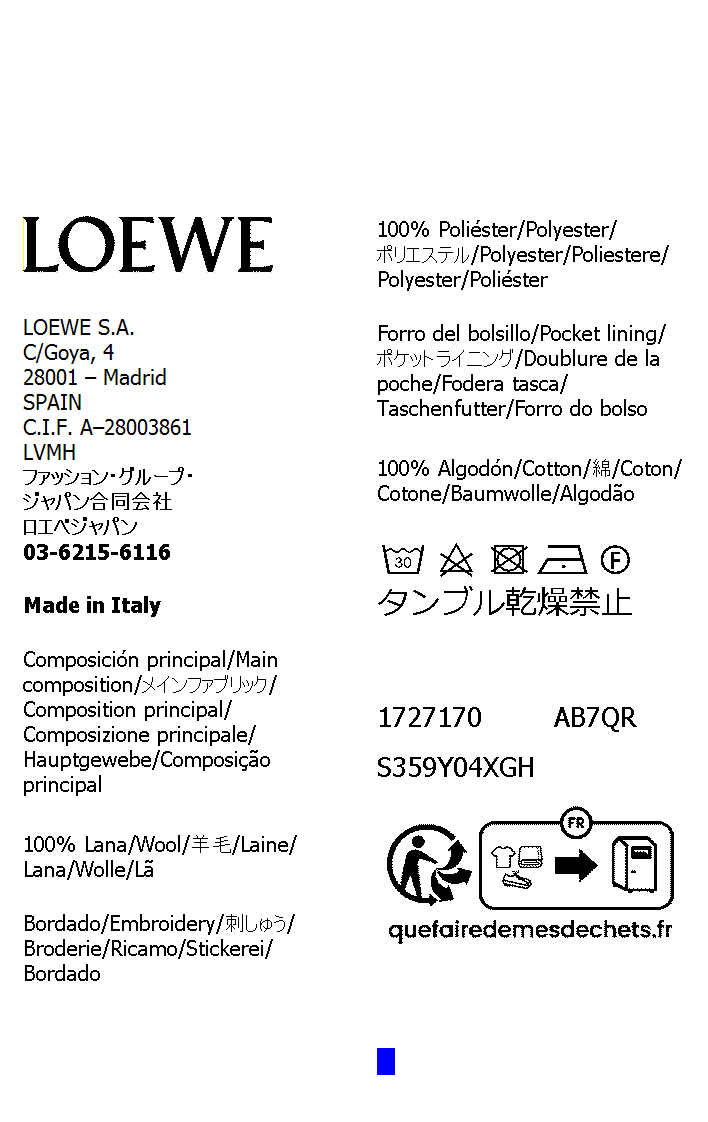 LOEWE
LOEWE S.A.
C/Goya, 4
28001 – Madrid
SPAIN
C.I.F. A–28003861
LVMH
ファッション・グループ・
ジャパン合同会社
ロエベジャパン
03-6215-6116
Made in Italy
Composición principal/Main
composition/メインファブリック/
Composition principal/
Composizione principale/
Hauptgewebe/Composição
principal
100% Lana/Wool/羊毛/Laine/
Lana/Wolle/Lã
Bordado/Embroidery/刺しゅう/
Broderie/Ricamo/Stickerei/
Bordado
100% Poliéster/Polyester/
ポリエステル/Polyester/Poliestere/
Polyester/Poliéster
Forro del bolsillo/Pocket lining/
ポケットライニング/Doublure de la
poche/Fodera tasca/
Taschenfutter/Forro do bolso
100% Algodón/Cotton/綿/Coton/
Cotone/Baumwolle/Algodão
30 F
タンブル乾燥禁止
1727170 AB7QR
S359Y04XGH
FR
quefairedemesdechets.fr